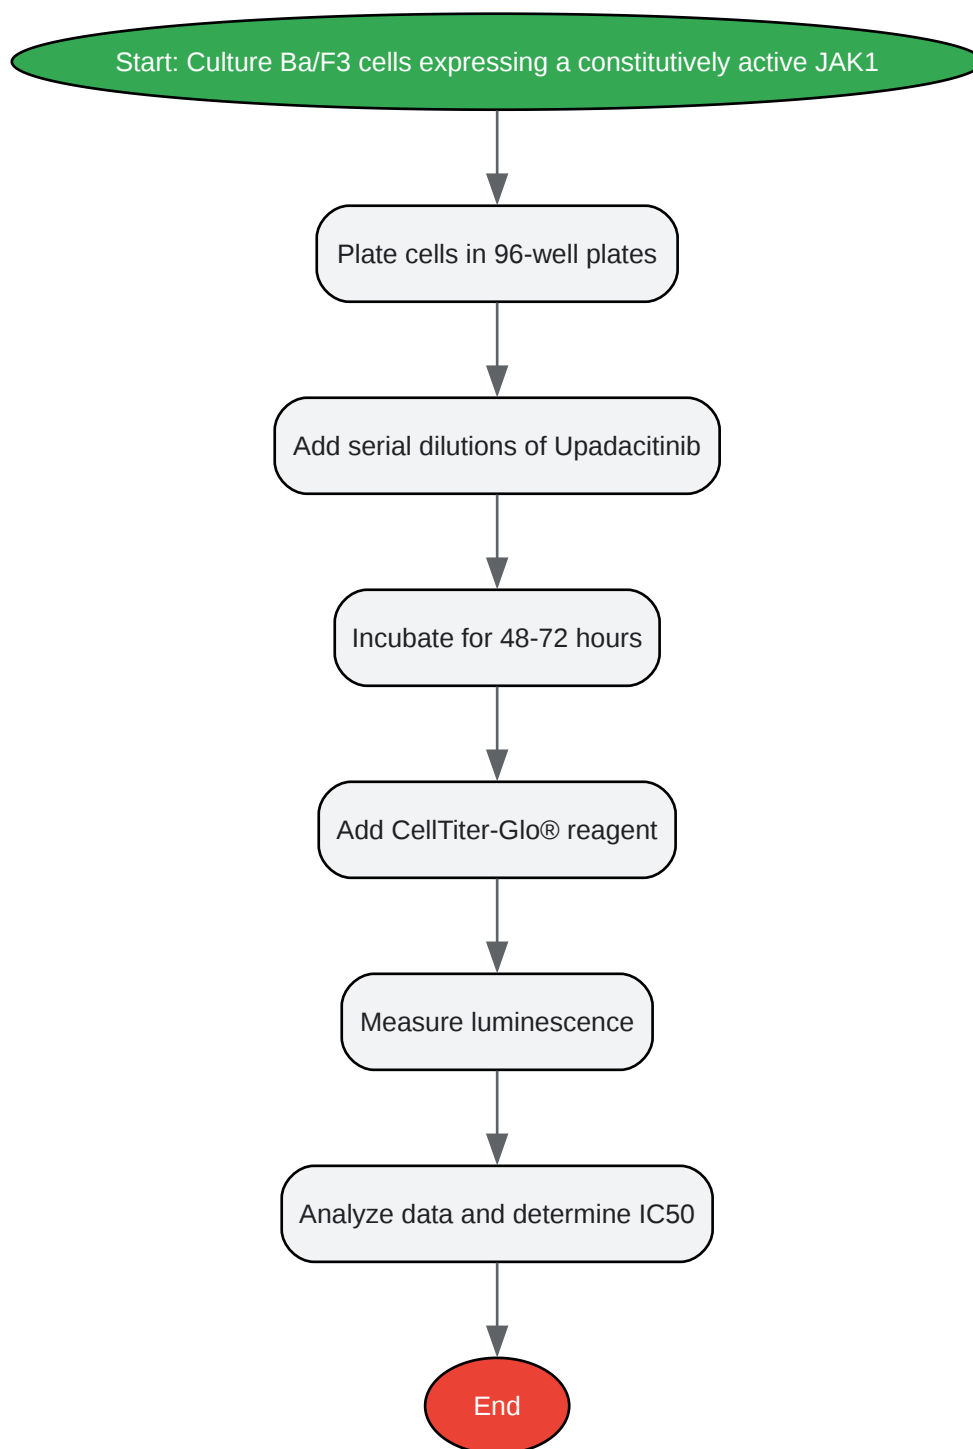 Start: Culture Ba/F3 cells expressing a constitutively active JAK1
Plate cells in 96-well plates
Add serial dilutions of Upadacitinib
Incubate for 48-72 hours
Add CellTiter-Glo® reagent
Measure luminescence
Analyze data and determine IC50
End